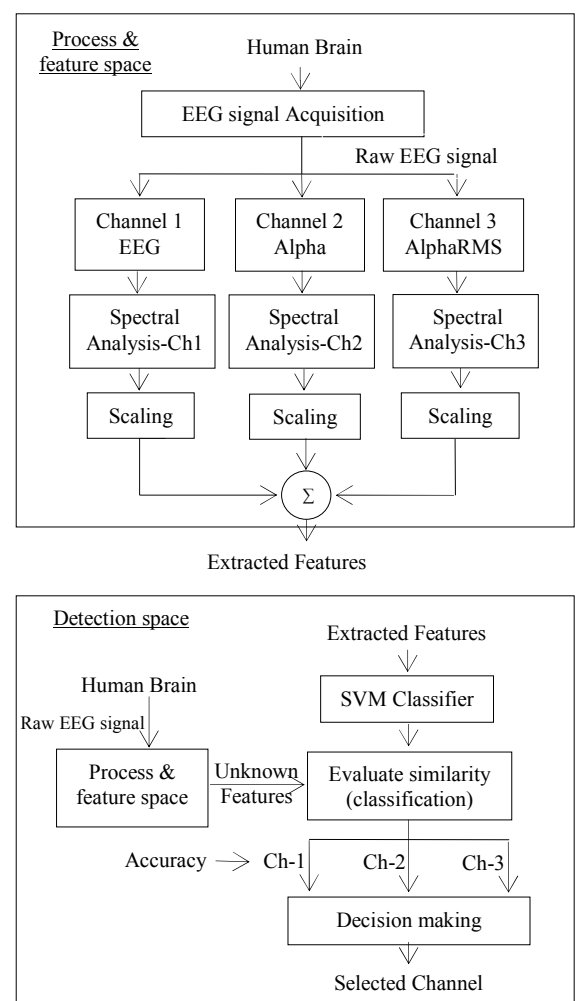 Process &
feature space
Human Brain
EEG signal Acquisition
Raw EEG signal
Channel 1
EEG
Channel 2
Alpha
Channel 3
AlphaRMS
Spectral
Analysis-Ch1
Spectral
Analysis-Ch2
Spectral
Analysis-Ch3
Scaling
Scaling
Scaling
Σ
Extracted Features
Detection space
Extracted Features
Human Brain
SVM Classifier
Raw EEG signal
Process &
feature space
Unknown
Features
Evaluate similarity
(classification)
Accuracy
Ch-1
Ch-2
Ch-3
Decision making
Selected Channel